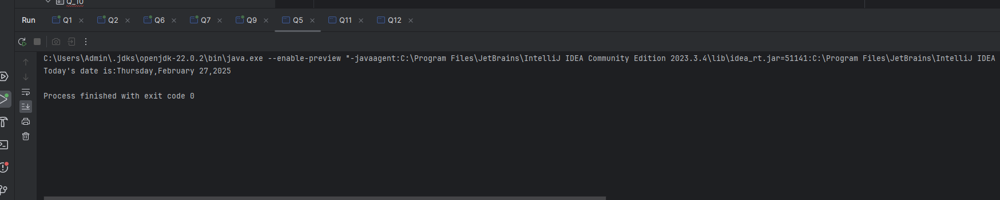 Q_10
Run Q1 Q2 Q6 Q7 Q9 Q5 Q11 Q12
C:\Users\Admin\.jdks\openjdk-22.0.2\bin\java.exe --enable-preview "-javaagent:C:\Program Files\JetBrains\IntelliJ IDEA Community Edition 2023.3.4\lib\idea_rt.jar=51141:C:\Program Files\JetBrains\IntelliJ IDEA
Today's date is:Thursday,February 27,2025
Process finished with exit code 0